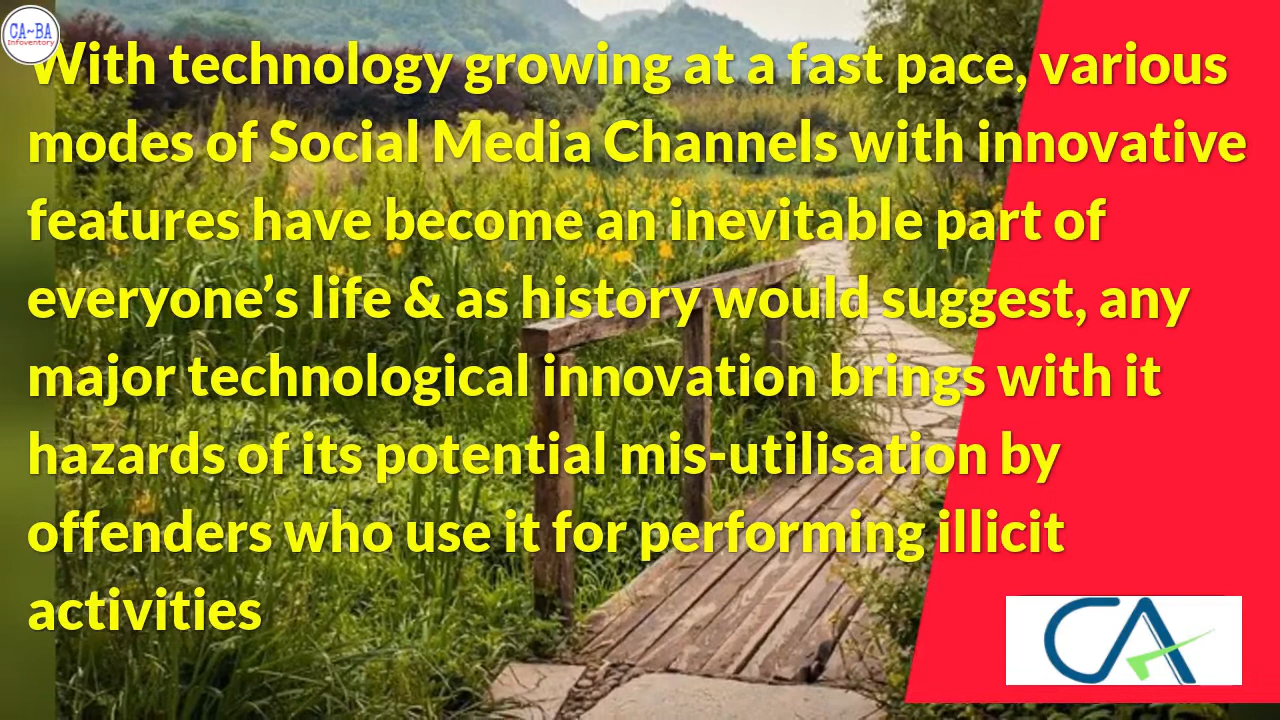 CA~BA
Infoventory
With technology growing at a fast pace, various
modes of Social Media Channels with innovative
features have become an inevitable part of
everyone’s life & as history would suggest, any
major technological innovation brings with it
hazards of its potential mis-utilisation by
offenders who use it for performing illicit
activities
CA